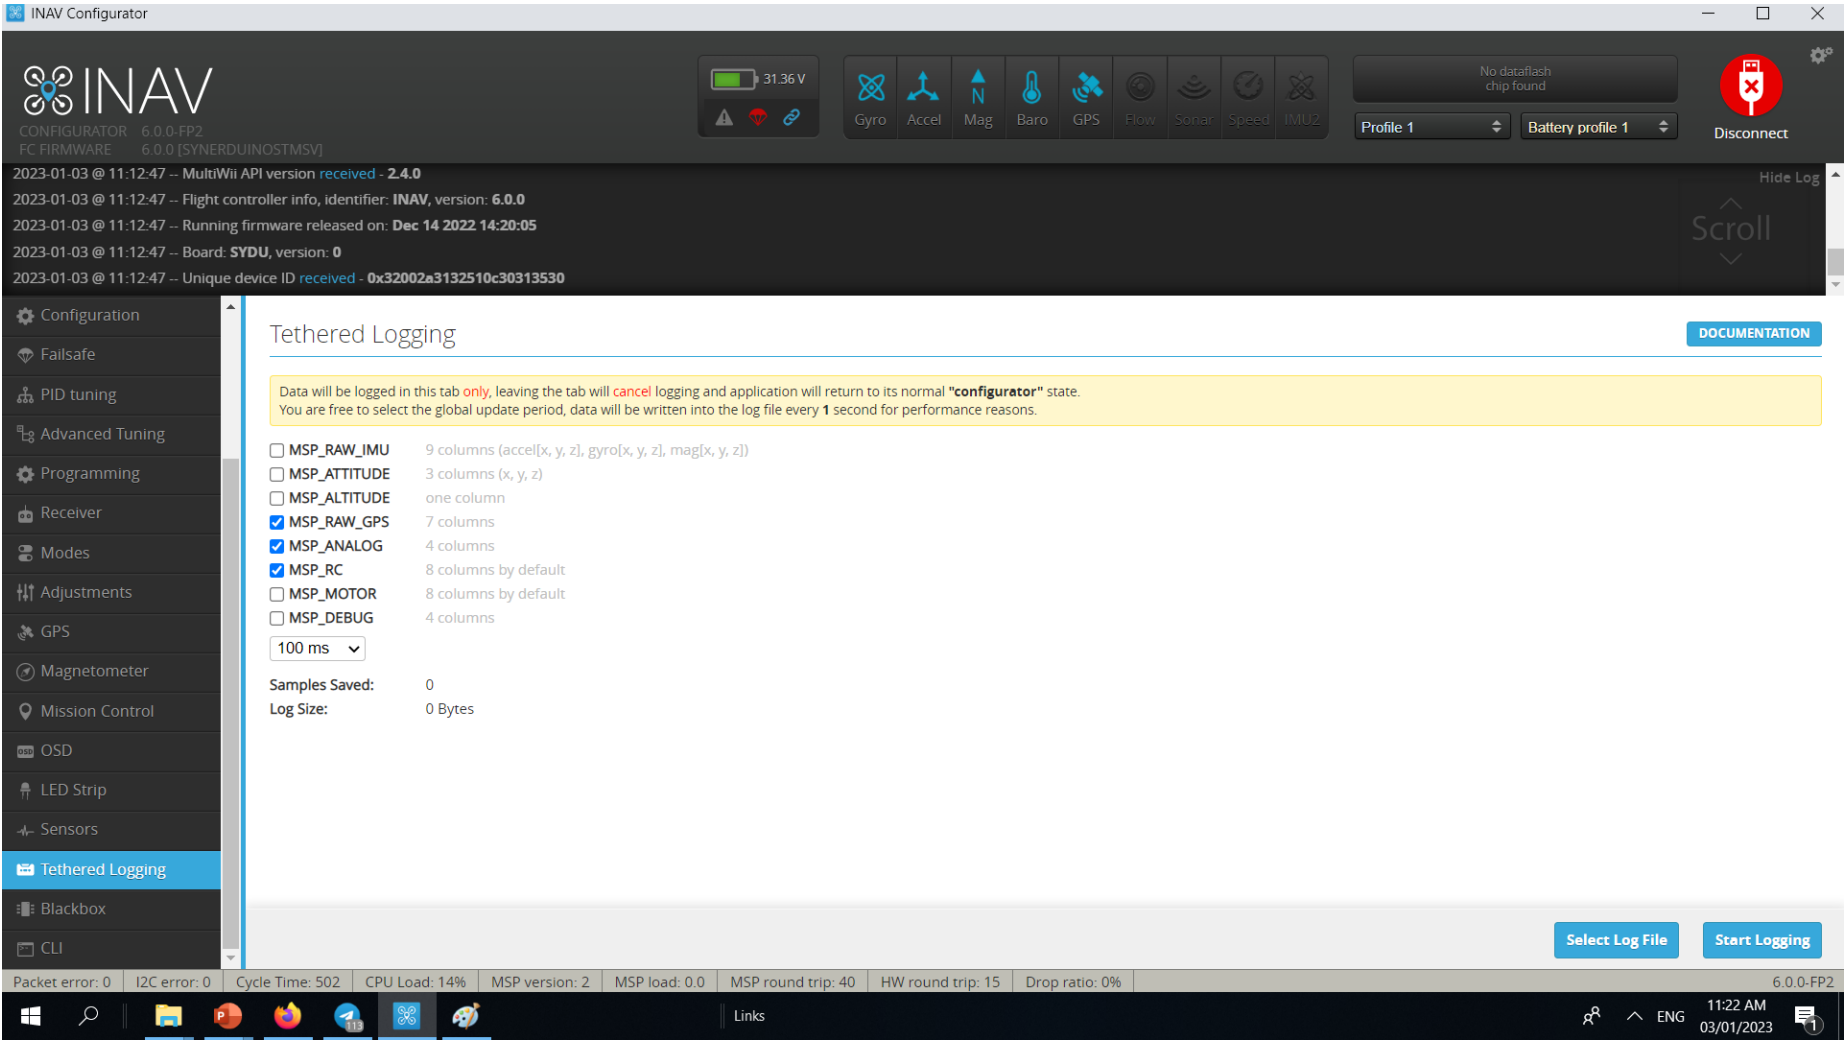 INAV Configurator
INAV
CONFIGURATOR 6.0.0-FP2
FC FIRMWARE 6.0.0 [SYNERDUINOSTMSV]
31.36 V
Gyro Accel Mag Baro GPS Flow Sonar Speed IMU2
N
No dataflash
chip found
Profile 1
Battery profile 1
Disconnect
2023-01-03 @ 11:12:47 -- MultiWii API version received - 2.4.0
2023-01-03 @ 11:12:47 -- Flight controller info, identifier: INAV, version: 6.0.0
2023-01-03 @ 11:12:47 -- Running firmware released on: Dec 14 2022 14:20:05
2023-01-03 @ 11:12:47 -- Board: SYDU, version: 0
2023-01-03 @ 11:12:47 -- Unique device ID received - 0x32002a3132510c30313530
Hide Log
Scroll
Configuration
Failsafe
PID tuning
Advanced Tuning
Programming
Receiver
Modes
Adjustments
GPS
Magnetometer
Mission Control
OSD
LED Strip
Sensors
Tethered Logging
Blackbox
CLI
Tethered Logging
DOCUMENTATION
Data will be logged in this tab only, leaving the tab will cancel logging and application will return to its normal "configurator" state.
You are free to select the global update period, data will be written into the log file every 1 second for performance reasons.
MSP_RAW_IMU 9 columns (accel[x, y, z], gyro[x, y, z], mag[x, y, z])
MSP_ATTITUDE 3 columns (x, y, z)
MSP_ALTITUDE one column
MSP_RAW_GPS 7 columns
MSP_ANALOG 4 columns
MSP_RC 8 columns by default
MSP_MOTOR 8 columns by default
MSP_DEBUG 4 columns
100 ms
Samples Saved: 0
Log Size: 0 Bytes
Select Log File
Start Logging
Packet error: 0 I2C error: 0 Cycle Time: 502 CPU Load: 14% MSP version: 2 MSP load: 0.0 MSP round trip: 40 HW round trip: 15 Drop ratio: 0% 6.0.0-FP2
113
Links
ENG
11:22 AM
03/01/2023
1